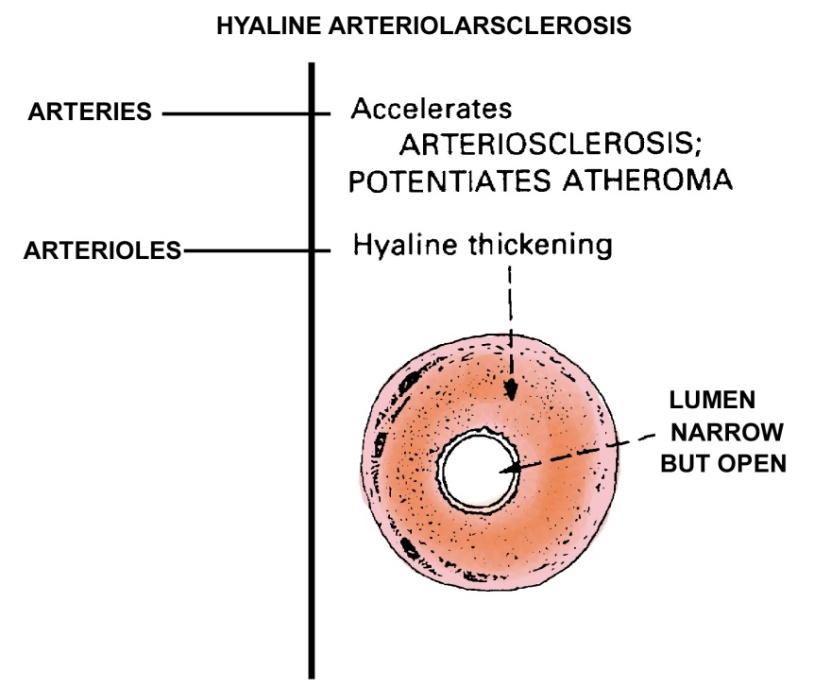 HYALINE ARTERIOLARSCLEROSIS
ARTERIES
Accelerates
ARTERIOSCLEROSIS;
POTENTIATES ATHEROMA
ARTERIOLES
Hyaline thickening
LUMEN
NARROW
BUT OPEN